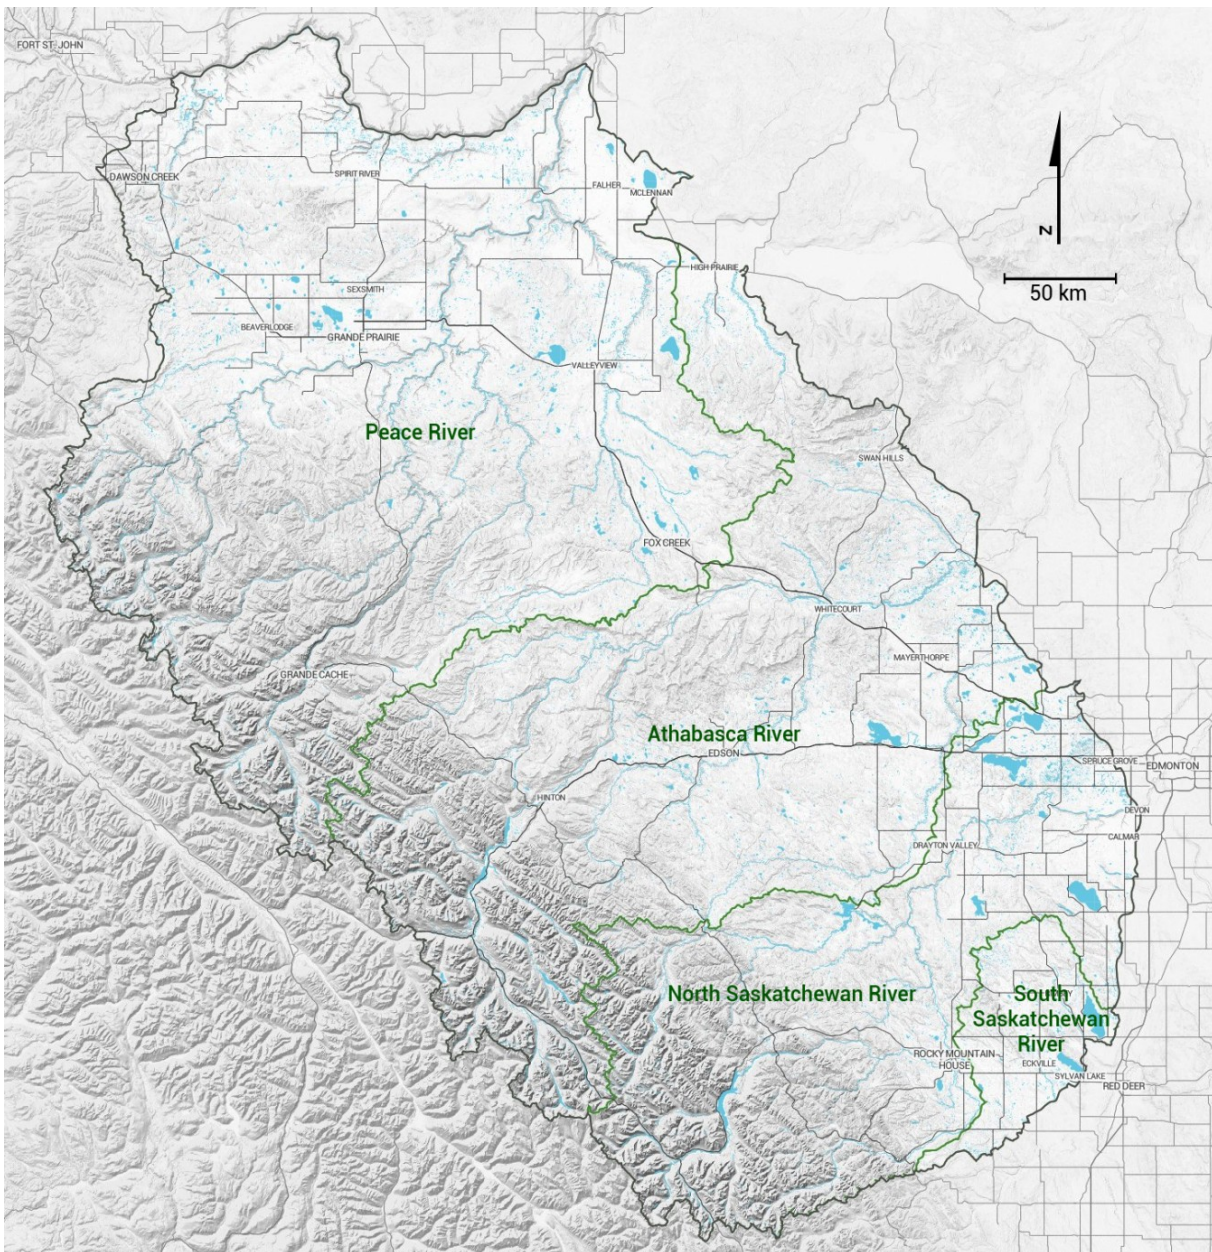 FORT ST. JOHN
DAWSON CREEK
SPIRIT RIVER
FALHER
MCLENNAN
N
50 km
HIGH PRAIRIE
SEXSMITH
BEAVERLODGE
GRANDE PRAIRIE
VALLEYVIEW
Peace River
SWAN HILLS
FOX CREEK
WHITECOURT
MAYERTHORPE
GRANDE CACHE
Athabasca River
EDSON
SPRUCE GROVE
EDMONTON
HINTON
DEVON
CALMAR
DRAYTON VALLEY
North Saskatchewan River
South
Saskatchewan
River
ROCKY MOUNTAIN
HOUSE
ECKVILLE
SYLVAN LAKE
RED DEER